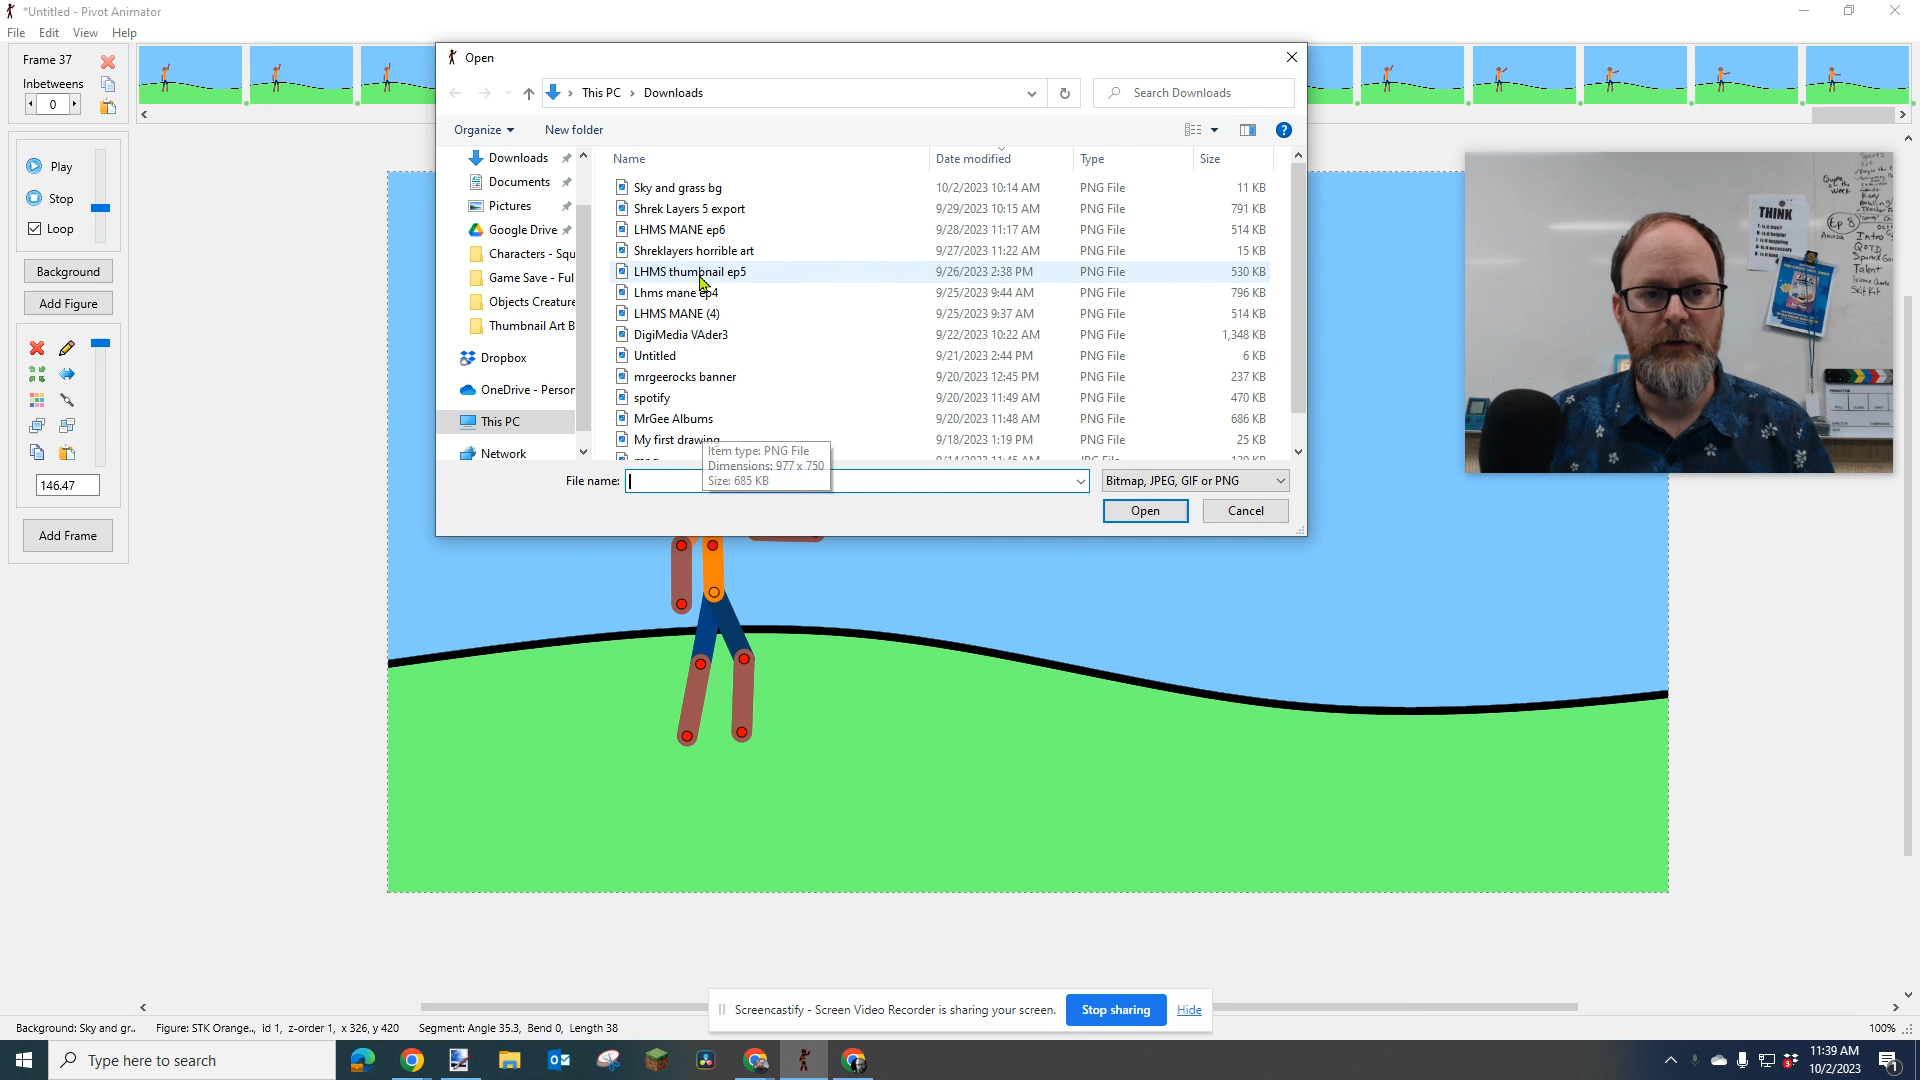 *Untitled - Pivot Animator
File Edit View Help
Frame 37
Inbetweens
0
Play
Stop
Loop
Background
Add Figure
146.47
Add Frame
Open
This PC > Downloads
Search Downloads
Organize New folder
Downloads
Documents
Pictures
Google Drive
Characters - Squ
Game Save - Ful
Objects Creature
Thumbnail Art B
Dropbox
OneDrive - Person
This PC
Network
Name Date modified Type Size
Sky and grass bg 10/2/2023 10:14 AM PNG File 11 KB
Shrek Layers 5 export 9/29/2023 10:15 AM PNG File 791 KB
LHMS MANE ep6 9/28/2023 11:17 AM PNG File 514 KB
Shreklayers horrible art 9/27/2023 11:22 AM PNG File 15 KB
LHMS thumbnail ep5 9/26/2023 2:38 PM PNG File 530 KB
Lhms mane ep4 9/25/2023 9:44 AM PNG File 796 KB
LHMS MANE (4) 9/25/2023 9:37 AM PNG File 514 KB
DigiMedia VAder3 9/22/2023 10:22 AM PNG File 1,348 KB
Untitled 9/21/2023 2:44 PM PNG File 6 KB
mrgeerocks banner 9/20/2023 12:45 PM PNG File 237 KB
spotify 9/20/2023 11:49 AM PNG File 470 KB
MrGee Albums 9/20/2023 11:48 AM PNG File 686 KB
My first drawing 9/18/2023 1:19 PM PNG File 25 KB
Item type: PNG File
Dimensions: 977 x 750
Size: 685 KB
File name:
Bitmap, JPEG, GIF or PNG
Open Cancel
THINK
Quote
of the
Week
Ep 8
Intro
QOTD
Talent
Skit
Screencastify - Screen Video Recorder is sharing your screen. Stop sharing Hide
Background: Sky and gr.. Figure: STK Orange.., id 1, z-order 1, x 326, y 420 Segment: Angle 35.3, Bend 0, Length 38
100%
Type here to search
3
11:39 AM
10/2/2023
1